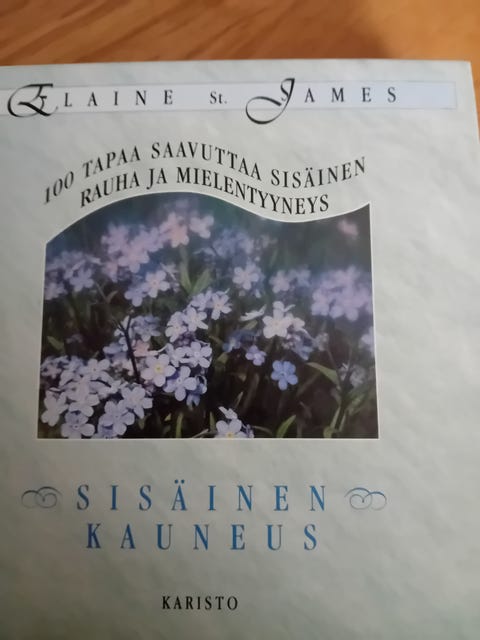 ELAINE St. JAMES
100 TAPAA SAAVUTTAA SISÄINEN
RAUHA JA MIELENTYYNEYS
SISÄINEN
KAUNEUS
KARISTO